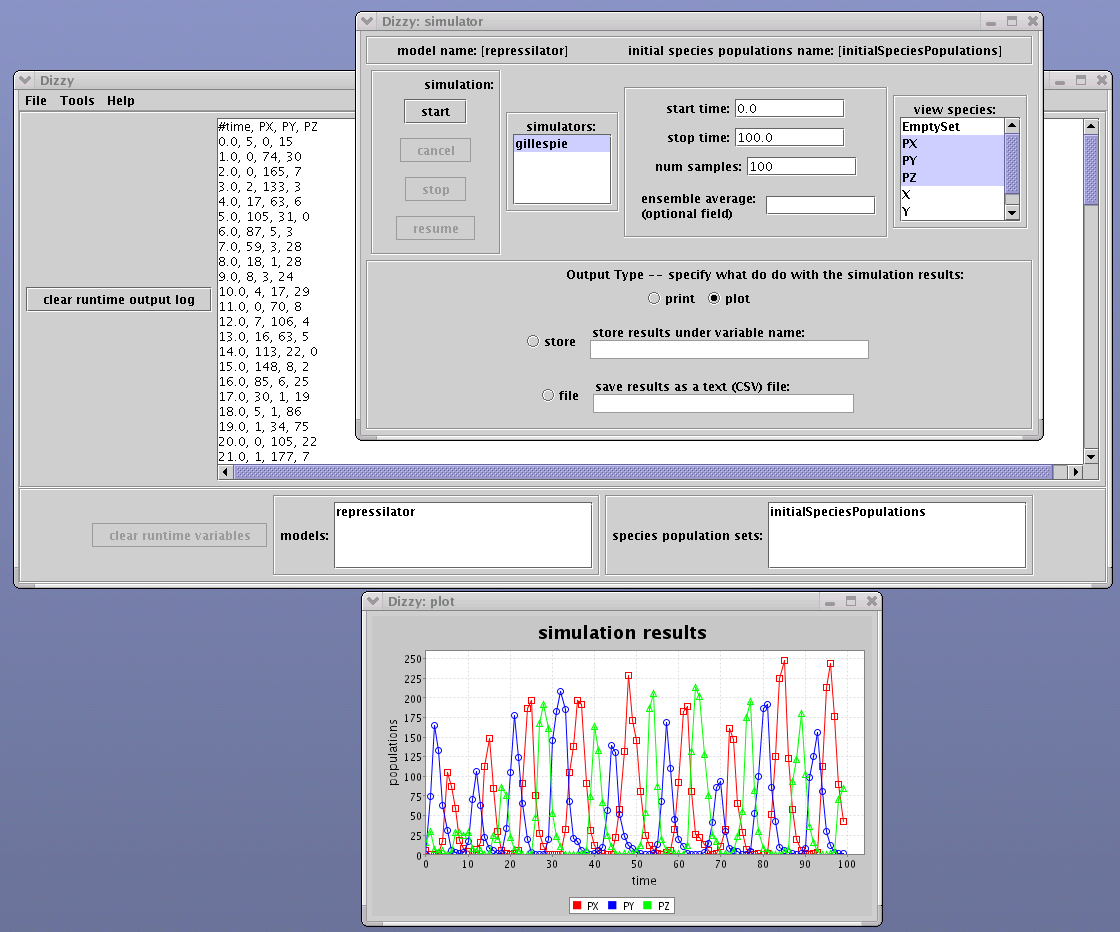 Dizzy: simulator
model name: [repressilator]
initial species populations name: [initialSpeciesPopulations]
simulation:
start
cancel
stop
resume
simulators:
gillespie
start time: 0.0
stop time: 100.0
num samples: 100
ensemble average:
(optional field)
view species:
EmptySet
PX
PY
PZ
X
Y
Output Type -- specify what do do with the simulation results:
print plot
store
store results under variable name:
file
save results as a text (CSV) file:
Dizzy
File Tools Help
clear runtime output log
#time, PX, PY, PZ
0.0, 5, 0, 15
1.0, 0, 74, 30
2.0, 0, 165, 7
3.0, 2, 133, 3
4.0, 17, 63, 6
5.0, 105, 31, 0
6.0, 87, 5, 3
7.0, 59, 3, 28
8.0, 18, 1, 28
9.0, 8, 3, 24
10.0, 4, 17, 29
11.0, 0, 70, 8
12.0, 7, 106, 4
13.0, 16, 63, 5
14.0, 113, 22, 0
15.0, 148, 8, 2
16.0, 85, 6, 25
17.0, 30, 1, 19
18.0, 5, 1, 86
19.0, 1, 34, 75
20.0, 0, 105, 22
21.0, 1, 177, 7
clear runtime variables
models:
repressilator
species population sets:
initialSpeciesPopulations
Dizzy: plot
simulation results
populations
250
225
200
175
150
125
100
75
50
25
0
0 10 20 30 40 50 60 70 80 90 100
time
PX PY PZ